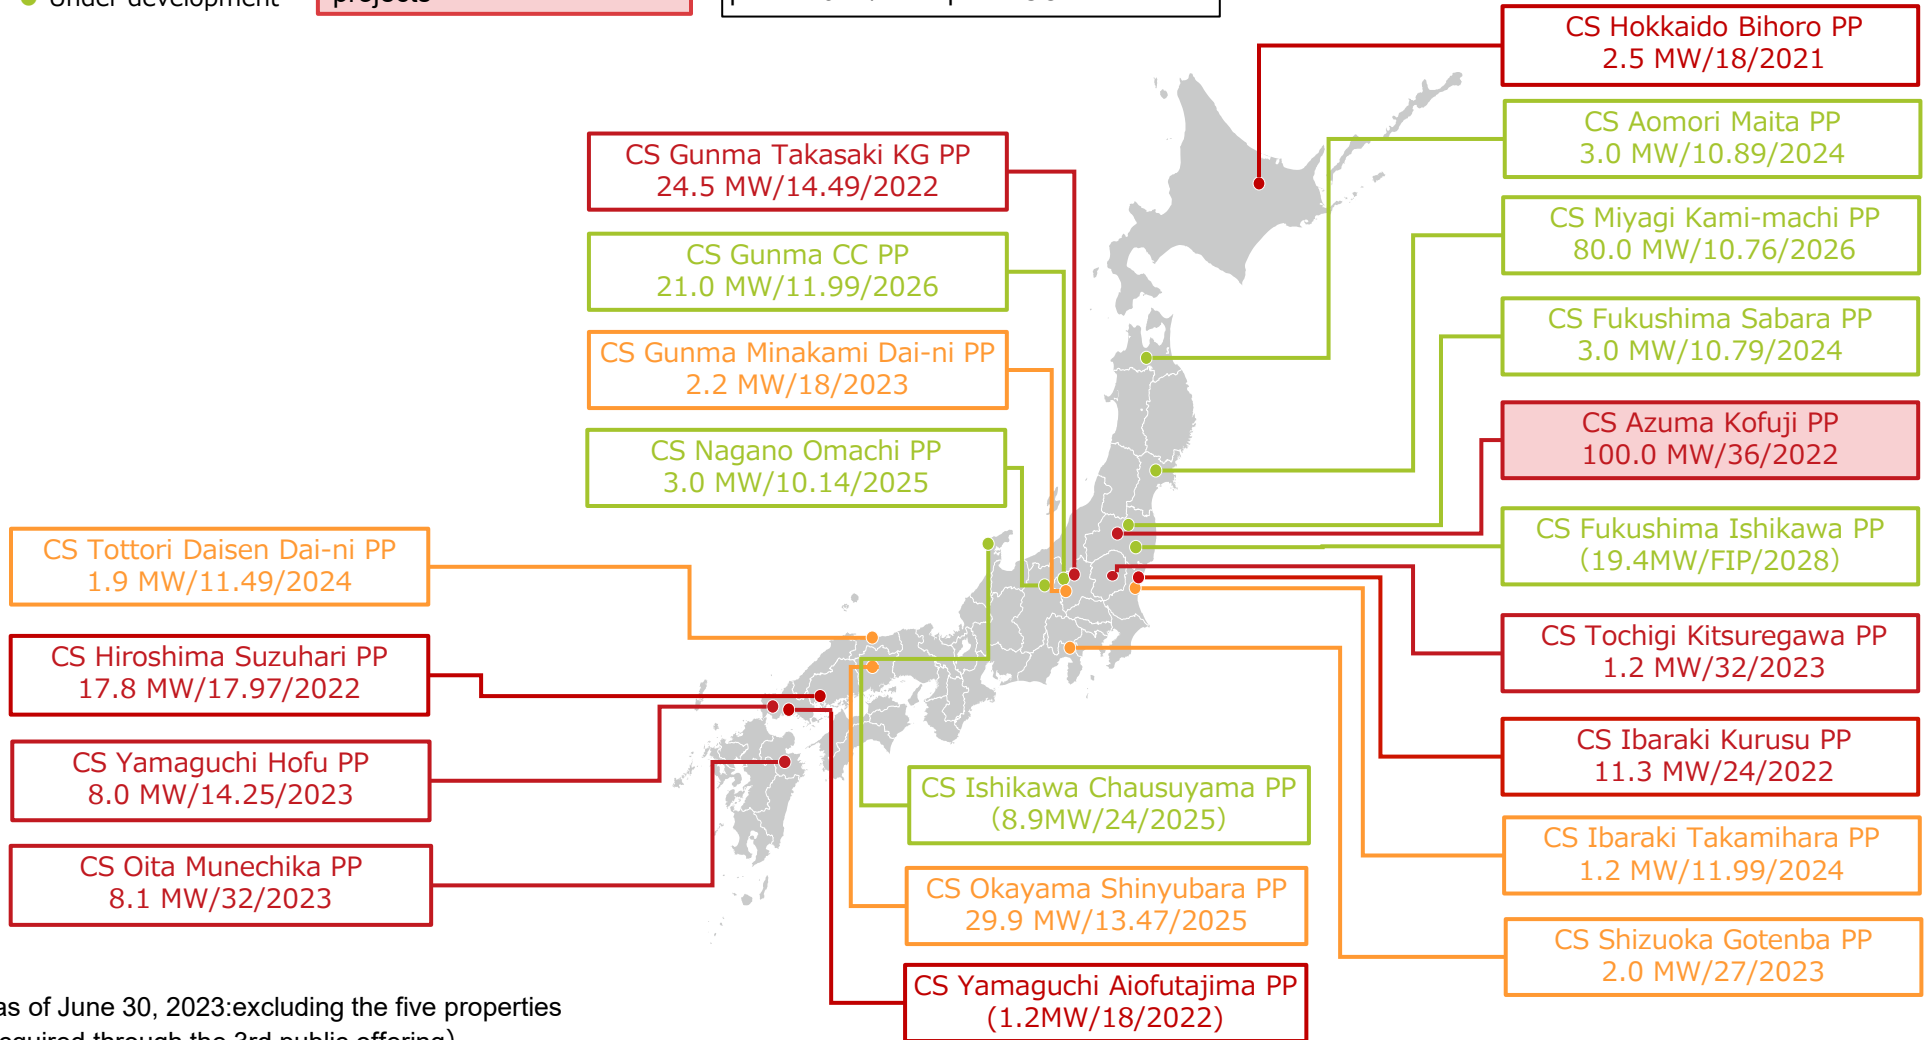 Under development
projects
CS Hokkaido Bihoro PP
2.5 MW/18/2021
CS Aomori Maita PP
3.0 MW/10.89/2024
CS Gunma Takasaki KG PP
24.5 MW/14.49/2022
CS Miyagi Kami-machi PP
80.0 MW/10.76/2026
CS Gunma CC PP
21.0 MW/11.99/2026
CS Fukushima Sabara PP
3.0 MW/10.79/2024
CS Gunma Minakami Dai-ni PP
2.2 MW/18/2023
CS Azuma Kofuji PP
100.0 MW/36/2022
CS Nagano Omachi PP
3.0 MW/10.14/2025
CS Fukushima Ishikawa PP
(19.4MW/FIP/2028)
CS Tottori Daisen Dai-ni PP
1.9 MW/11.49/2024
CS Tochigi Kitsuregawa PP
1.2 MW/32/2023
CS Hiroshima Suzuhari PP
17.8 MW/17.97/2022
CS Ibaraki Kurusu PP
11.3 MW/24/2022
CS Yamaguchi Hofu PP
8.0 MW/14.25/2023
CS Ishikawa Chausuyama PP
(8.9MW/24/2025)
CS Ibaraki Takamihara PP
1.2 MW/11.99/2024
CS Oita Munechika PP
8.1 MW/32/2023
CS Okayama Shinyubara PP
29.9 MW/13.47/2025
CS Shizuoka Gotenba PP
2.0 MW/27/2023
CS Yamaguchi Aiofutajima PP
(1.2MW/18/2022)
as of June 30, 2023:excluding the five properties
cquired through the 3rd public offering)